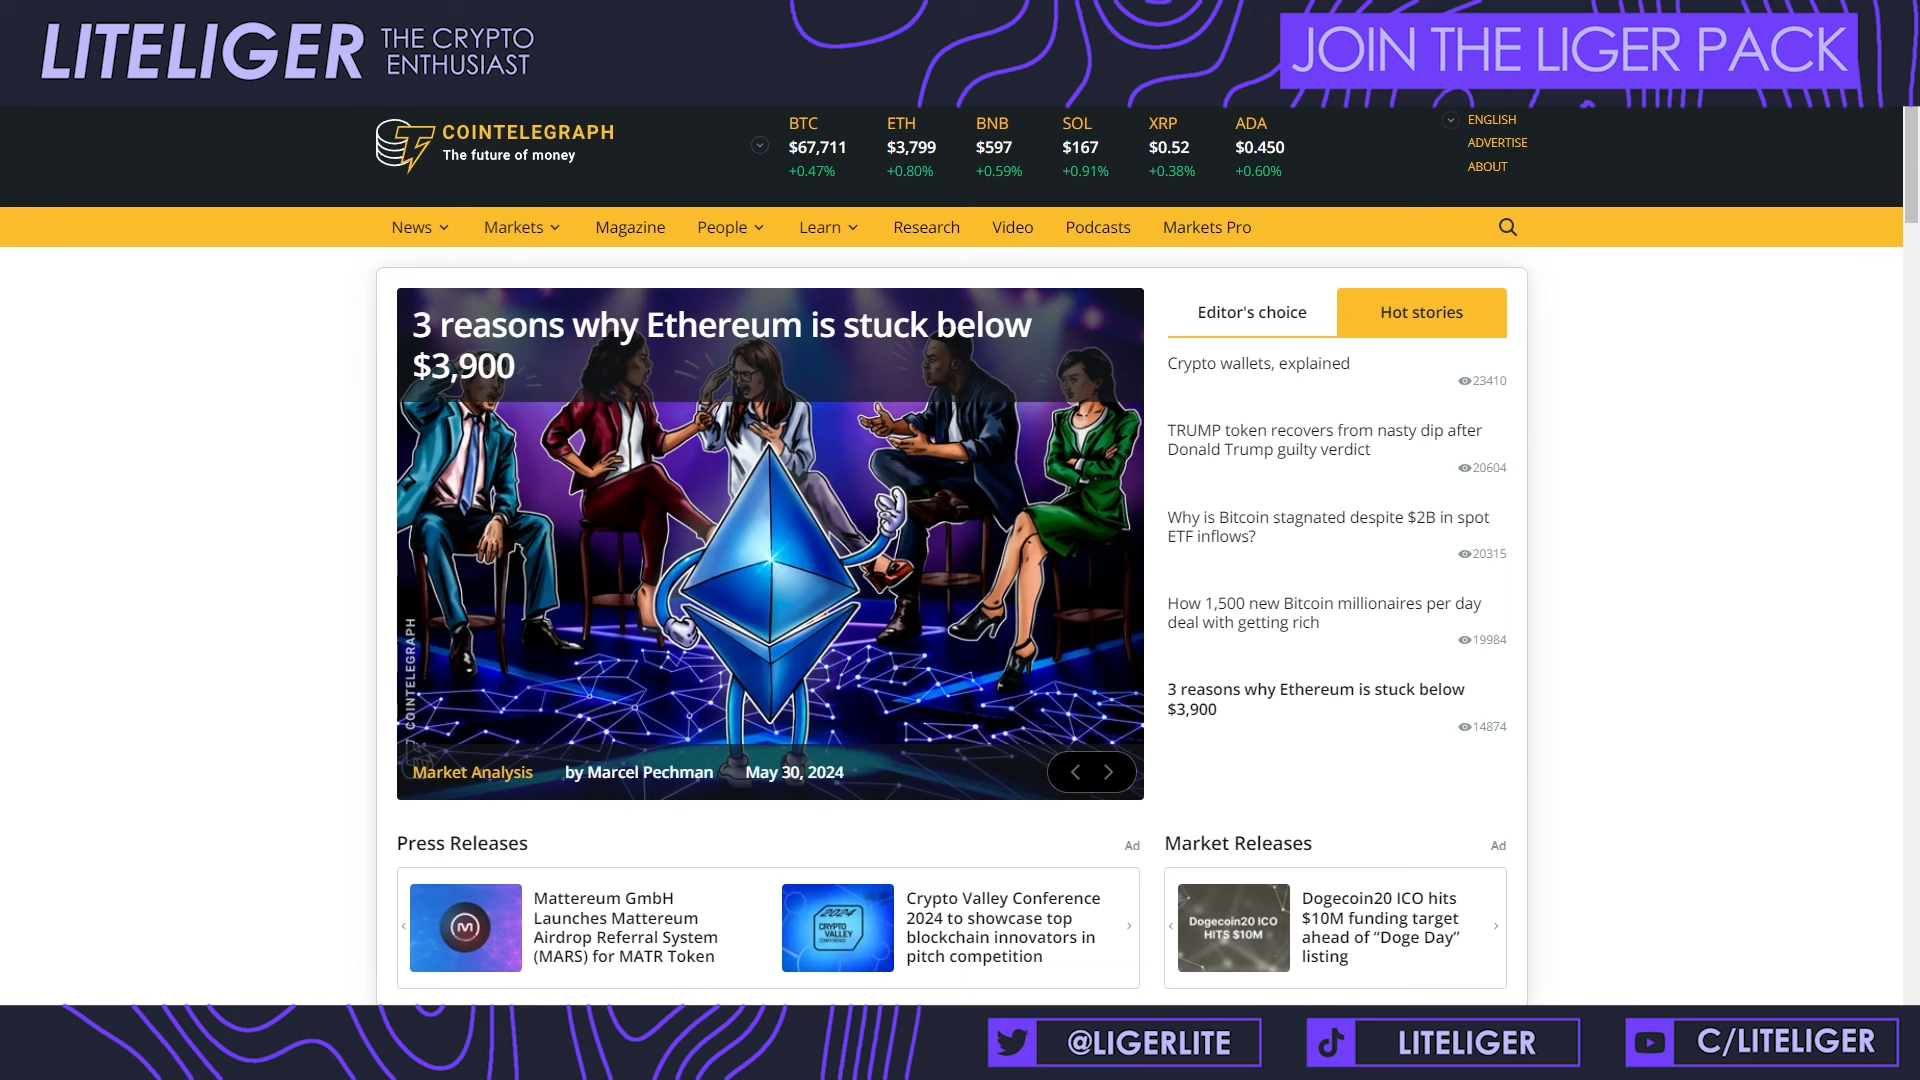 LITELIGER
THE CRYPTO
ENTHUSIAST
JOIN THE LIGER PACK
COINTELEGRAPH
The future of money
BTC
$67,711
+0.47%
ETH
$3,799
+0.80%
BNB
$597
+0.59%
SOL
$167
+0.91%
XRP
$0.52
+0.38%
ADA
$0.450
+0.60%
ENGLISH
ADVERTISE
ABOUT
News
Markets
Magazine
People
Learn
Research
Video
Podcasts
Markets Pro
3 reasons why Ethereum is stuck below
$3,900
COINTELEGRAPH
Market Analysis
by Marcel Pechman
May 30, 2024
Editor's choice
Hot stories
Crypto wallets, explained
23410
TRUMP token recovers from nasty dip after
Donald Trump guilty verdict
20604
Why is Bitcoin stagnated despite $2B in spot
ETF inflows?
20315
How 1,500 new Bitcoin millionaires per day
deal with getting rich
19984
3 reasons why Ethereum is stuck below
$3,900
14874
Press Releases
Ad
Mattereum GmbH
Launches Mattereum
Airdrop Referral System
(MARS) for MATR Token
2024
CRYPTO
VALLEY
CONFERENCE
Crypto Valley Conference
2024 to showcase top
blockchain innovators in
pitch competition
Market Releases
Ad
Dogecoin20 ICO
HITS $10M
Dogecoin20 ICO hits
$10M funding target
ahead of “Doge Day”
listing
@LIGERLITE
LITELIGER
C/LITELIGER